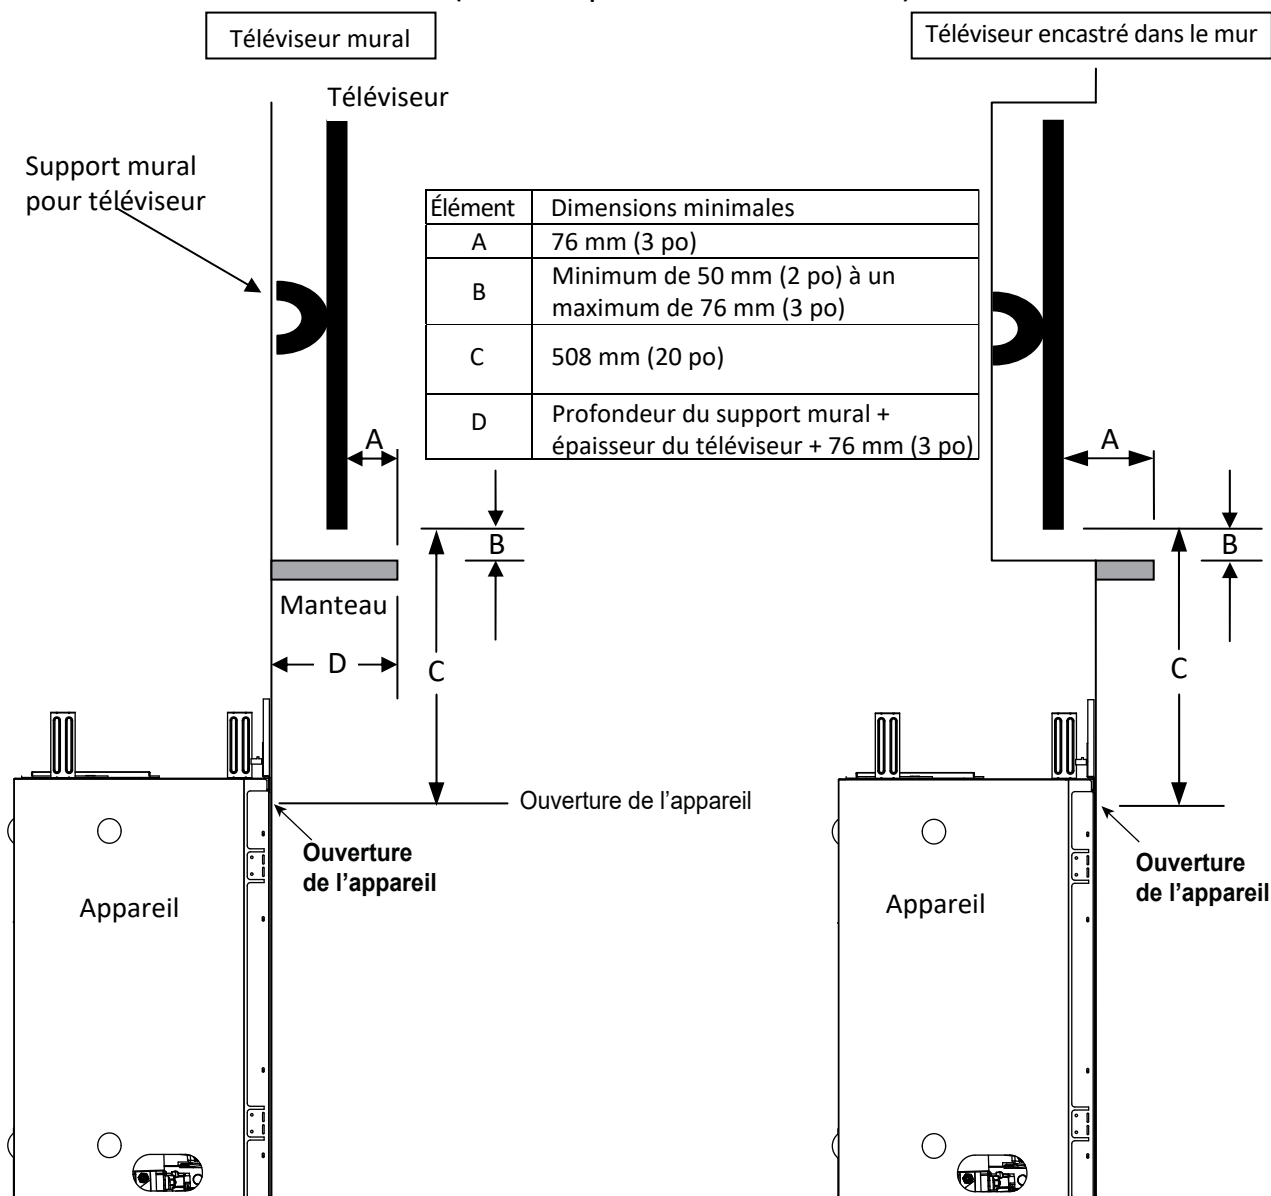 Téléviseur mural
Téléviseur encastré dans le mur
Téléviseur
Support mural
pour téléviseur
Élément Dimensions minimales
A 76 mm (3 po)
B Minimum de 50 mm (2 po) à un
maximum de 76 mm (3 po)
C 508 mm (20 po)
D Profondeur du support mural +
épaisseur du téléviseur + 76 mm (3 po)
A
B
Manteau
D
C
Ouverture de l’appareil
Ouverture
de l’appareil
Appareil
A
B
C
Ouverture
de l’appareil
Appareil